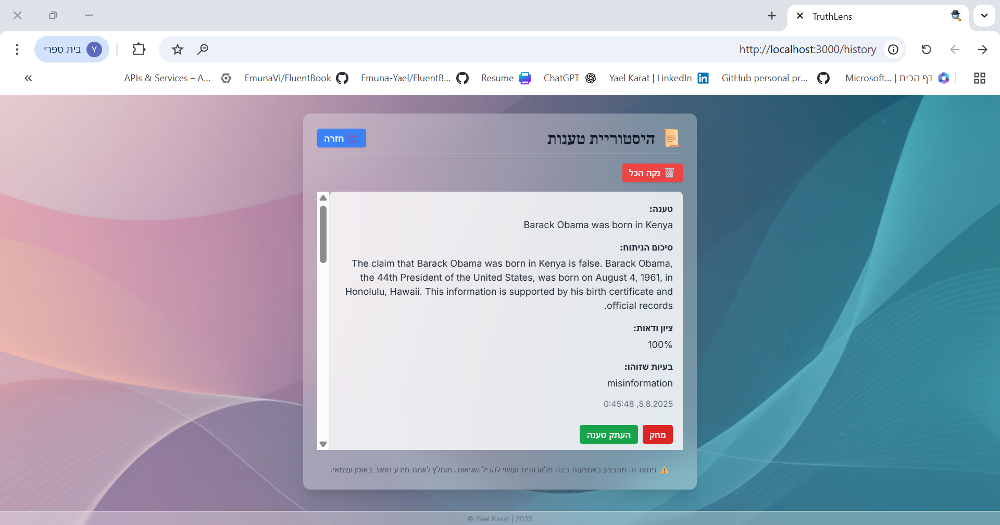 TruthLens
http://localhost:3000/history
בית ספרי Y
דף הבית | Microsoft...
GitHub personal pr...
Yael Karat | LinkedIn
ChatGPT
Resume
Emuna-Yael/FluentB...
EmunaVi/FluentBook
APIs & Services – A...
היסטוריית טענות
חזרה
נקה הכל
טענה:
Barack Obama was born in Kenya
סיכום הניתוח:
The claim that Barack Obama was born in Kenya is false. Barack Obama,
the 44th President of the United States, was born on August 4, 1961, in
Honolulu, Hawaii. This information is supported by his birth certificate and
official records.
ציון ודאות:
100%
בעיות שזוהו:
misinformation
5.8.2025, 0:45:48
מחק
העתק טענה
⚠️ ניתוח זה מתבצע באמצעות בינה מלאכותית ועשוי להכיל שגיאות. מומלץ לאמת מידע חשוב באופן עצמאי.
© Yael Karat | 2025